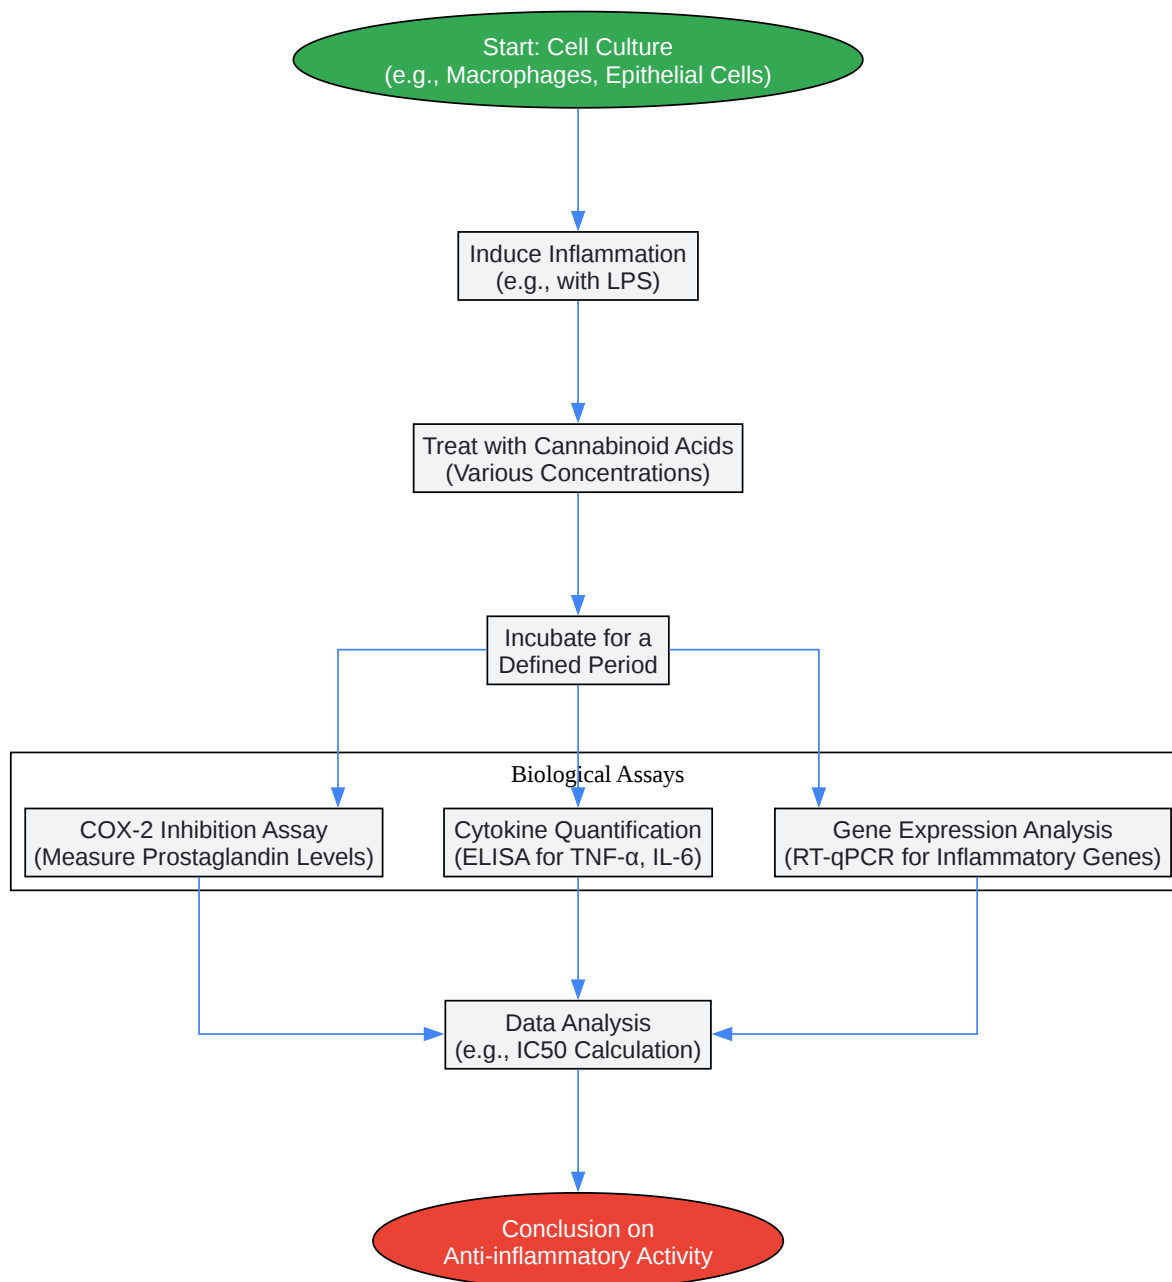 Start: Cell Culture
(e.g., Macrophages, Epithelial Cells)
Induce Inflammation
(e.g., with LPS)
Treat with Cannabinoid Acids
(Various Concentrations)
Incubate for a
Defined Period
Biological Assays
COX-2 Inhibition Assay
(Measure Prostaglandin Levels)
Cytokine Quantification
(ELISA for TNF-α, IL-6)
Gene Expression Analysis
(RT-qPCR for Inflammatory Genes)
Data Analysis
(e.g., IC50 Calculation)
Conclusion on
Anti-inflammatory Activity